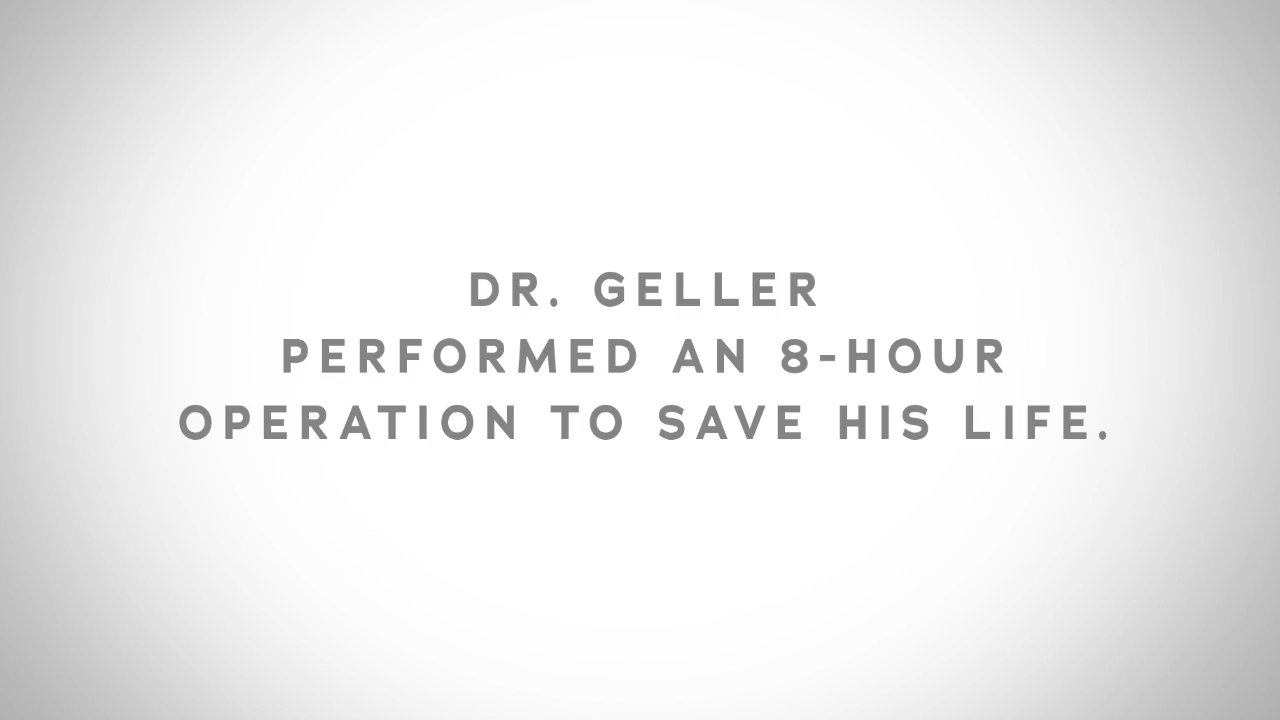 DR. GELLER
PERFORMED AN 8-HOUR
OPERATION TO SAVE HIS LIFE.